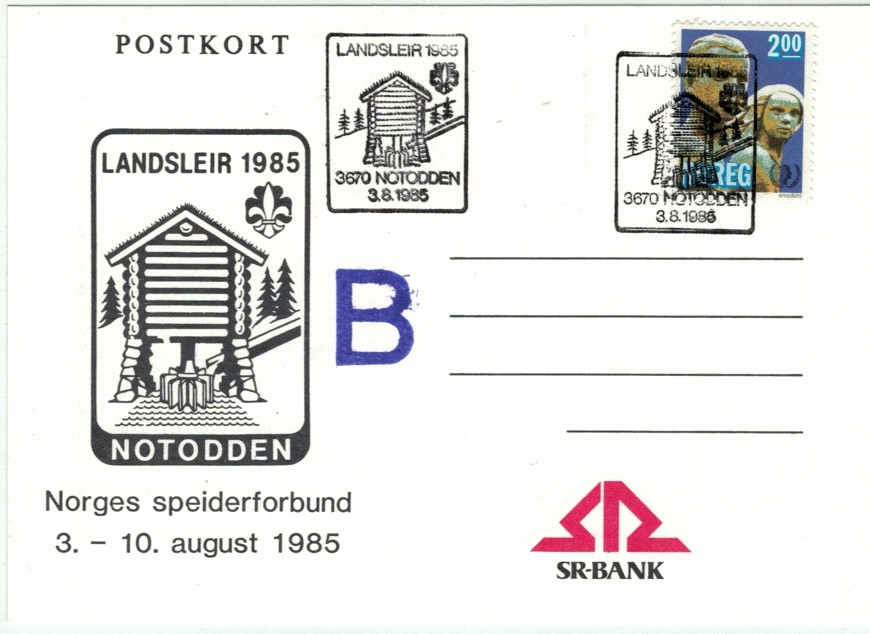 POSTKORT
LANDSLEIR 1985
3670 NOTODDEN
3.8.1985
LANDSLEIR 1985
3670 NOTODDEN
3.8.1985
2.00
LANDSLEIR 1985
NOTODDEN
B
Norges speiderforbund
3. – 10. august 1985
SR-BANK